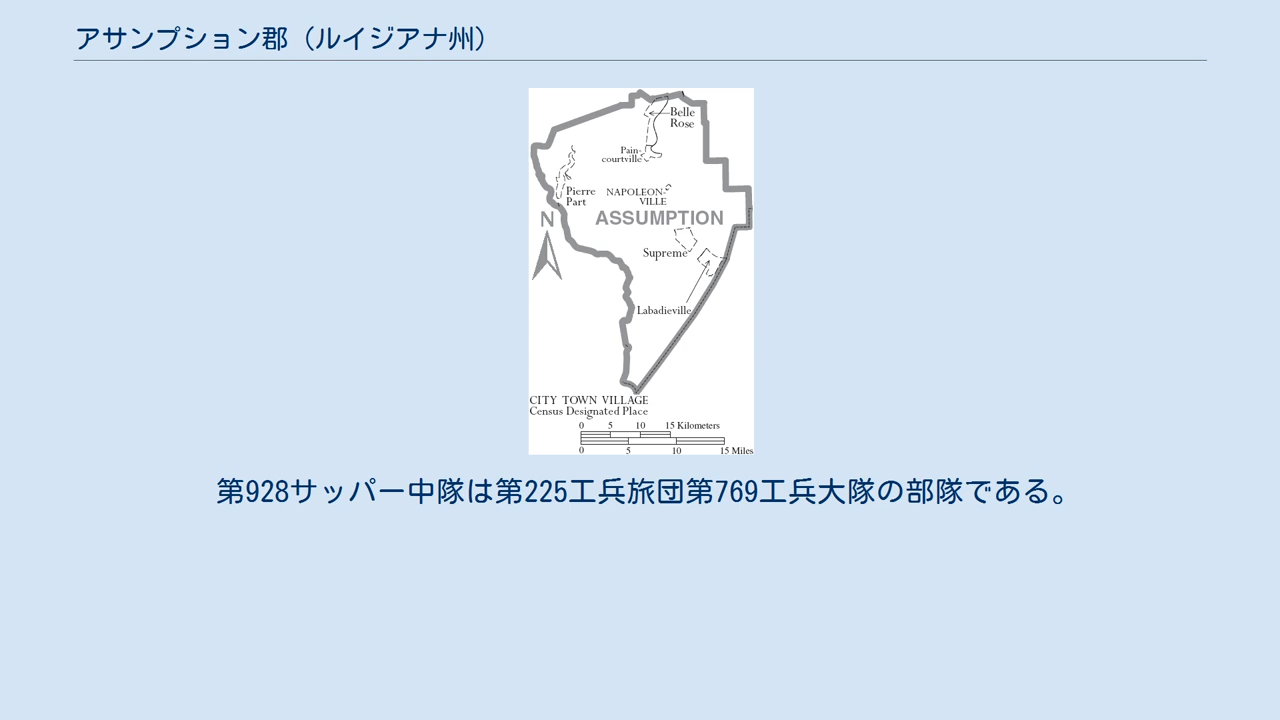 アサンプション郡（ルイジアナ州）
Belle
Rose
Pain-
courtville
Pierre
Part
NAPOLEON-
VILLE
N
ASSUMPTION
Supreme
Labadieville
CITY TOWN VILLAGE
Census Designated Place
0 5 10 15 Kilometers
0 5 10 15 Miles
第928サッパー中隊は第225工兵旅団第769工兵大隊の部隊である。